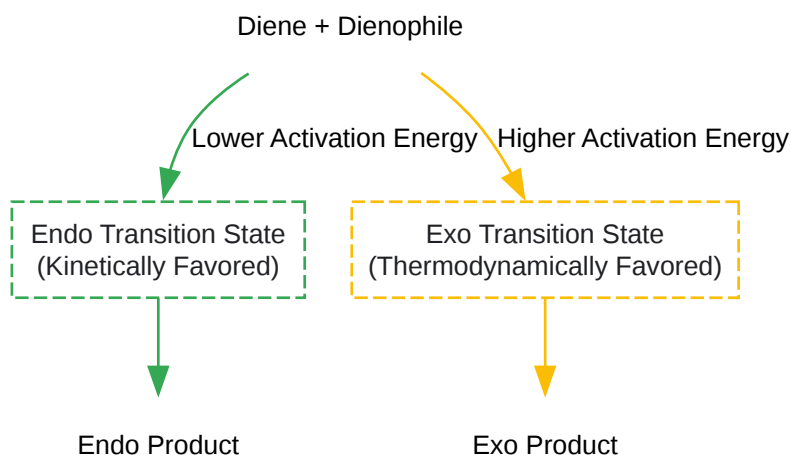 Diene + Dienophile
Lower Activation Energy
Higher Activation Energy
Endo Transition State
(Kinetically Favored)
Exo Transition State
(Thermodynamically Favored)
Endo Product
Exo Product